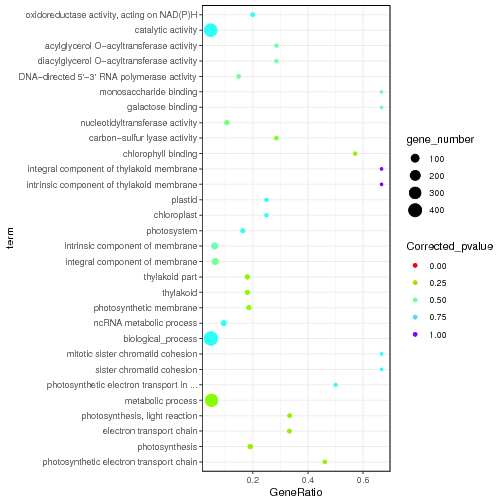 oxidoreductase activity, acting on NAD(P)H
catalytic activity
acylglycerol O−acyltransferase activity
diacylglycerol O−acyltransferase activity
DNA−directed 5'−3' RNA polymerase activity
monosaccharide binding
galactose binding
nucleotidyltransferase activity
carbon−sulfur lyase activity
chlorophyll binding
integral component of thylakoid membrane
intrinsic component of thylakoid membrane
plastid
chloroplast
photosystem
intrinsic component of membrane
integral component of membrane
thylakoid part
thylakoid
photosynthetic membrane
ncRNA metabolic process
biological_process
mitotic sister chromatid cohesion
sister chromatid cohesion
photosynthetic electron transport in ...
metabolic process
photosynthesis, light reaction
electron transport chain
photosynthesis
photosynthetic electron transport chain
term
0.2 0.4 0.6
GeneRatio
gene_number
100
200
300
400
Corrected_pvalue
0.00
0.25
0.50
0.75
1.00